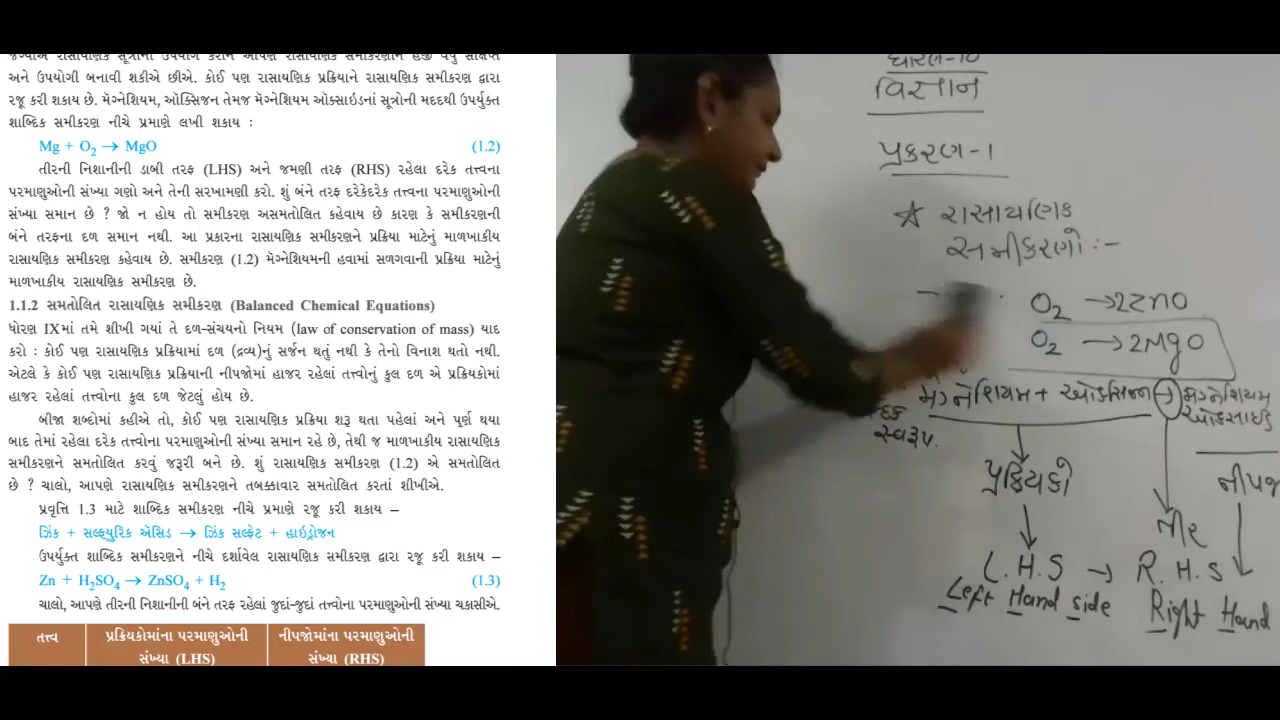 અને ઉપયોગી બનાવી શકીએ છીએ. કોઈ પણ રાસાયણિક પ્રક્રિયાને રાસાયણિક સમીકરણ દ્વારા
રજૂ કરી શકાય છે. મૅગ્નેશિયમ, ઑક્સિજન તેમજ મૅગ્નેશિયમ ઑક્સાઇડનાં સૂત્રોની મદદથી ઉપર્યુક્ત
શાબ્દિક સમીકરણ નીચે પ્રમાણે લખી શકાય :
Mg + O₂ → MgO (1.2)
તીરની નિશાનીની ડાબી તરફ (LHS) અને જમણી તરફ (RHS) રહેલા દરેક તત્ત્વના
પરમાણુઓની સંખ્યા ગણો અને તેની સરખામણી કરો. શું બંને તરફ દરેકેદરેક તત્ત્વના પરમાણુઓની
સંખ્યા સમાન છે ? જો ન હોય તો સમીકરણ અસમતોલિત કહેવાય છે કારણ કે સમીકરણની
બંને તરફના દળ સમાન નથી. આ પ્રકારના રાસાયણિક સમીકરણને પ્રક્રિયા માટેનું માળખાકીય
રાસાયણિક સમીકરણ કહેવાય છે. સમીકરણ (1.2) મૅગ્નેશિયમની હવામાં સળગવાની પ્રક્રિયા માટેનું
માળખાકીય રાસાયણિક સમીકરણ છે.
1.1.2 સમતોલિત રાસાયણિક સમીકરણ (Balanced Chemical Equations)
ધોરણ IXમાં તમે શીખી ગયાં તે દળ-સંચયનો નિયમ (law of conservation of mass) યાદ
કરો : કોઈ પણ રાસાયણિક પ્રક્રિયામાં દળ (દ્રવ્ય)નું સર્જન થતું નથી કે તેનો વિનાશ થતો નથી.
એટલે કે કોઈ પણ રાસાયણિક પ્રક્રિયાની નીપજોમાં હાજર રહેલાં તત્ત્વોનું કુલ દળ એ પ્રક્રિયકોમાં
હાજર રહેલાં તત્ત્વોના કુલ દળ જેટલું હોય છે.
બીજા શબ્દોમાં કહીએ તો, કોઈ પણ રાસાયણિક પ્રક્રિયા શરૂ થતા પહેલાં અને પૂર્ણ થયા
બાદ તેમાં રહેલા દરેક તત્ત્વોના પરમાણુઓની સંખ્યા સમાન રહે છે, તેથી જ માળખાકીય રાસાયણિક
સમીકરણને સમતોલિત કરવું જરૂરી બને છે. શું રાસાયણિક સમીકરણ (1.2) એ સમતોલિત
છે ? ચાલો, આપણે રાસાયણિક સમીકરણને તબક્કાવાર સમતોલિત કરતાં શીખીએ.
પ્રવૃત્તિ 1.3 માટે શાબ્દિક સમીકરણ નીચે પ્રમાણે રજૂ કરી શકાય –
ઝિંક + સલ્ફ્યુરિક ઍસિડ → ઝિંક સલ્ફેટ + હાઇડ્રોજન
ઉપર્યુક્ત શાબ્દિક સમીકરણને નીચે દર્શાવેલ રાસાયણિક સમીકરણ દ્વારા રજૂ કરી શકાય –
Zn + H₂SO₄ → ZnSO₄ + H₂ (1.3)
ચાલો, આપણે તીરની નિશાનીની બંને તરફ રહેલાં જુદાં-જુદાં તત્ત્વોના પરમાણુઓની સંખ્યા ચકાસીએ.
તત્ત્વ પ્રક્રિયકોમાંના પરમાણુઓની નીપજોમાંના પરમાણુઓની
સંખ્યા (LHS) સંખ્યા (RHS)
ધોરણ-10
વિજ્ઞાન
પ્રકરણ-1
☆ રાસાયણિક
સમીકરણો :-
O₂ → 2ZnO
O₂ → 2MgO
મેગ્નેશિયમ + ઓક્સિજન → મેગ્નેશિયમ
ઓક્સાઈડ
સ્વરૂપ.
પ્રક્રિયકો નીપજ
તીર
L.H.S → R.H.S
Left Hand side Right Hand